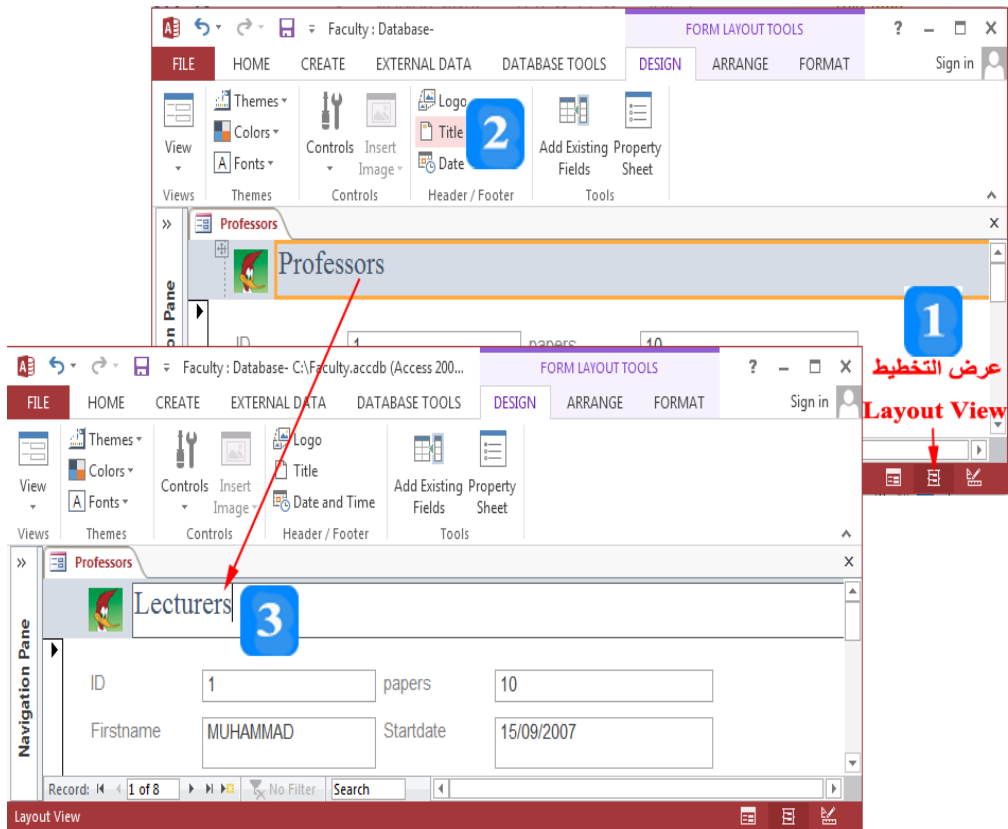 Faculty : Database-
FORM LAYOUT TOOLS
?
FILE HOME CREATE EXTERNAL DATA DATABASE TOOLS DESIGN ARRANGE FORMAT Sign in
View
Views
Themes
Colors
A Fonts
Themes
Controls
Insert Image
Controls
Logo
Title
Date
2
Header / Footer
Add Existing Fields
Property Sheet
Tools
» Professors X
Professors
ID 1 papers 10
1
عرض التخطيط
Layout View
Faculty : Database- C:\Faculty.accdb (Access 200...
FORM LAYOUT TOOLS
?
FILE HOME CREATE EXTERNAL DATA DATABASE TOOLS DESIGN ARRANGE FORMAT Sign in
View
Views
Themes
Colors
A Fonts
Themes
Controls
Insert Image
Controls
Logo
Title
Date and Time
Header / Footer
Add Existing Fields
Property Sheet
Tools
» Professors x
Lecturers
3
Navigation Pane
ID 1 papers 10
Firstname MUHAMMAD Startdate 15/09/2007
Record: 1 of 8 No Filter Search
Layout View